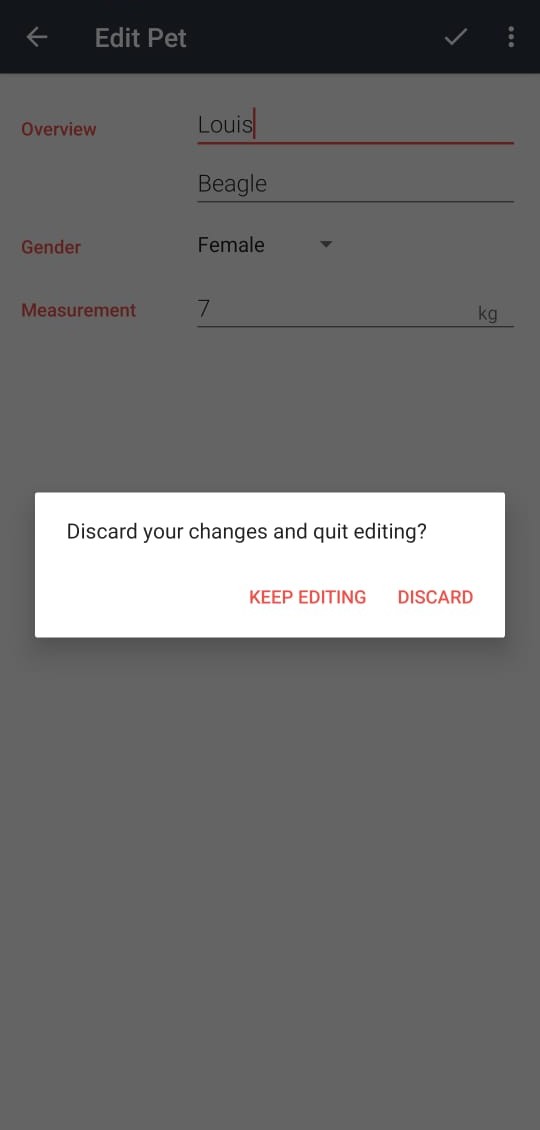 Edit Pet
Overview
Louis
Beagle
Gender
Female
Measurement
7
kg
Discard your changes and quit editing?
KEEP EDITING
DISCARD